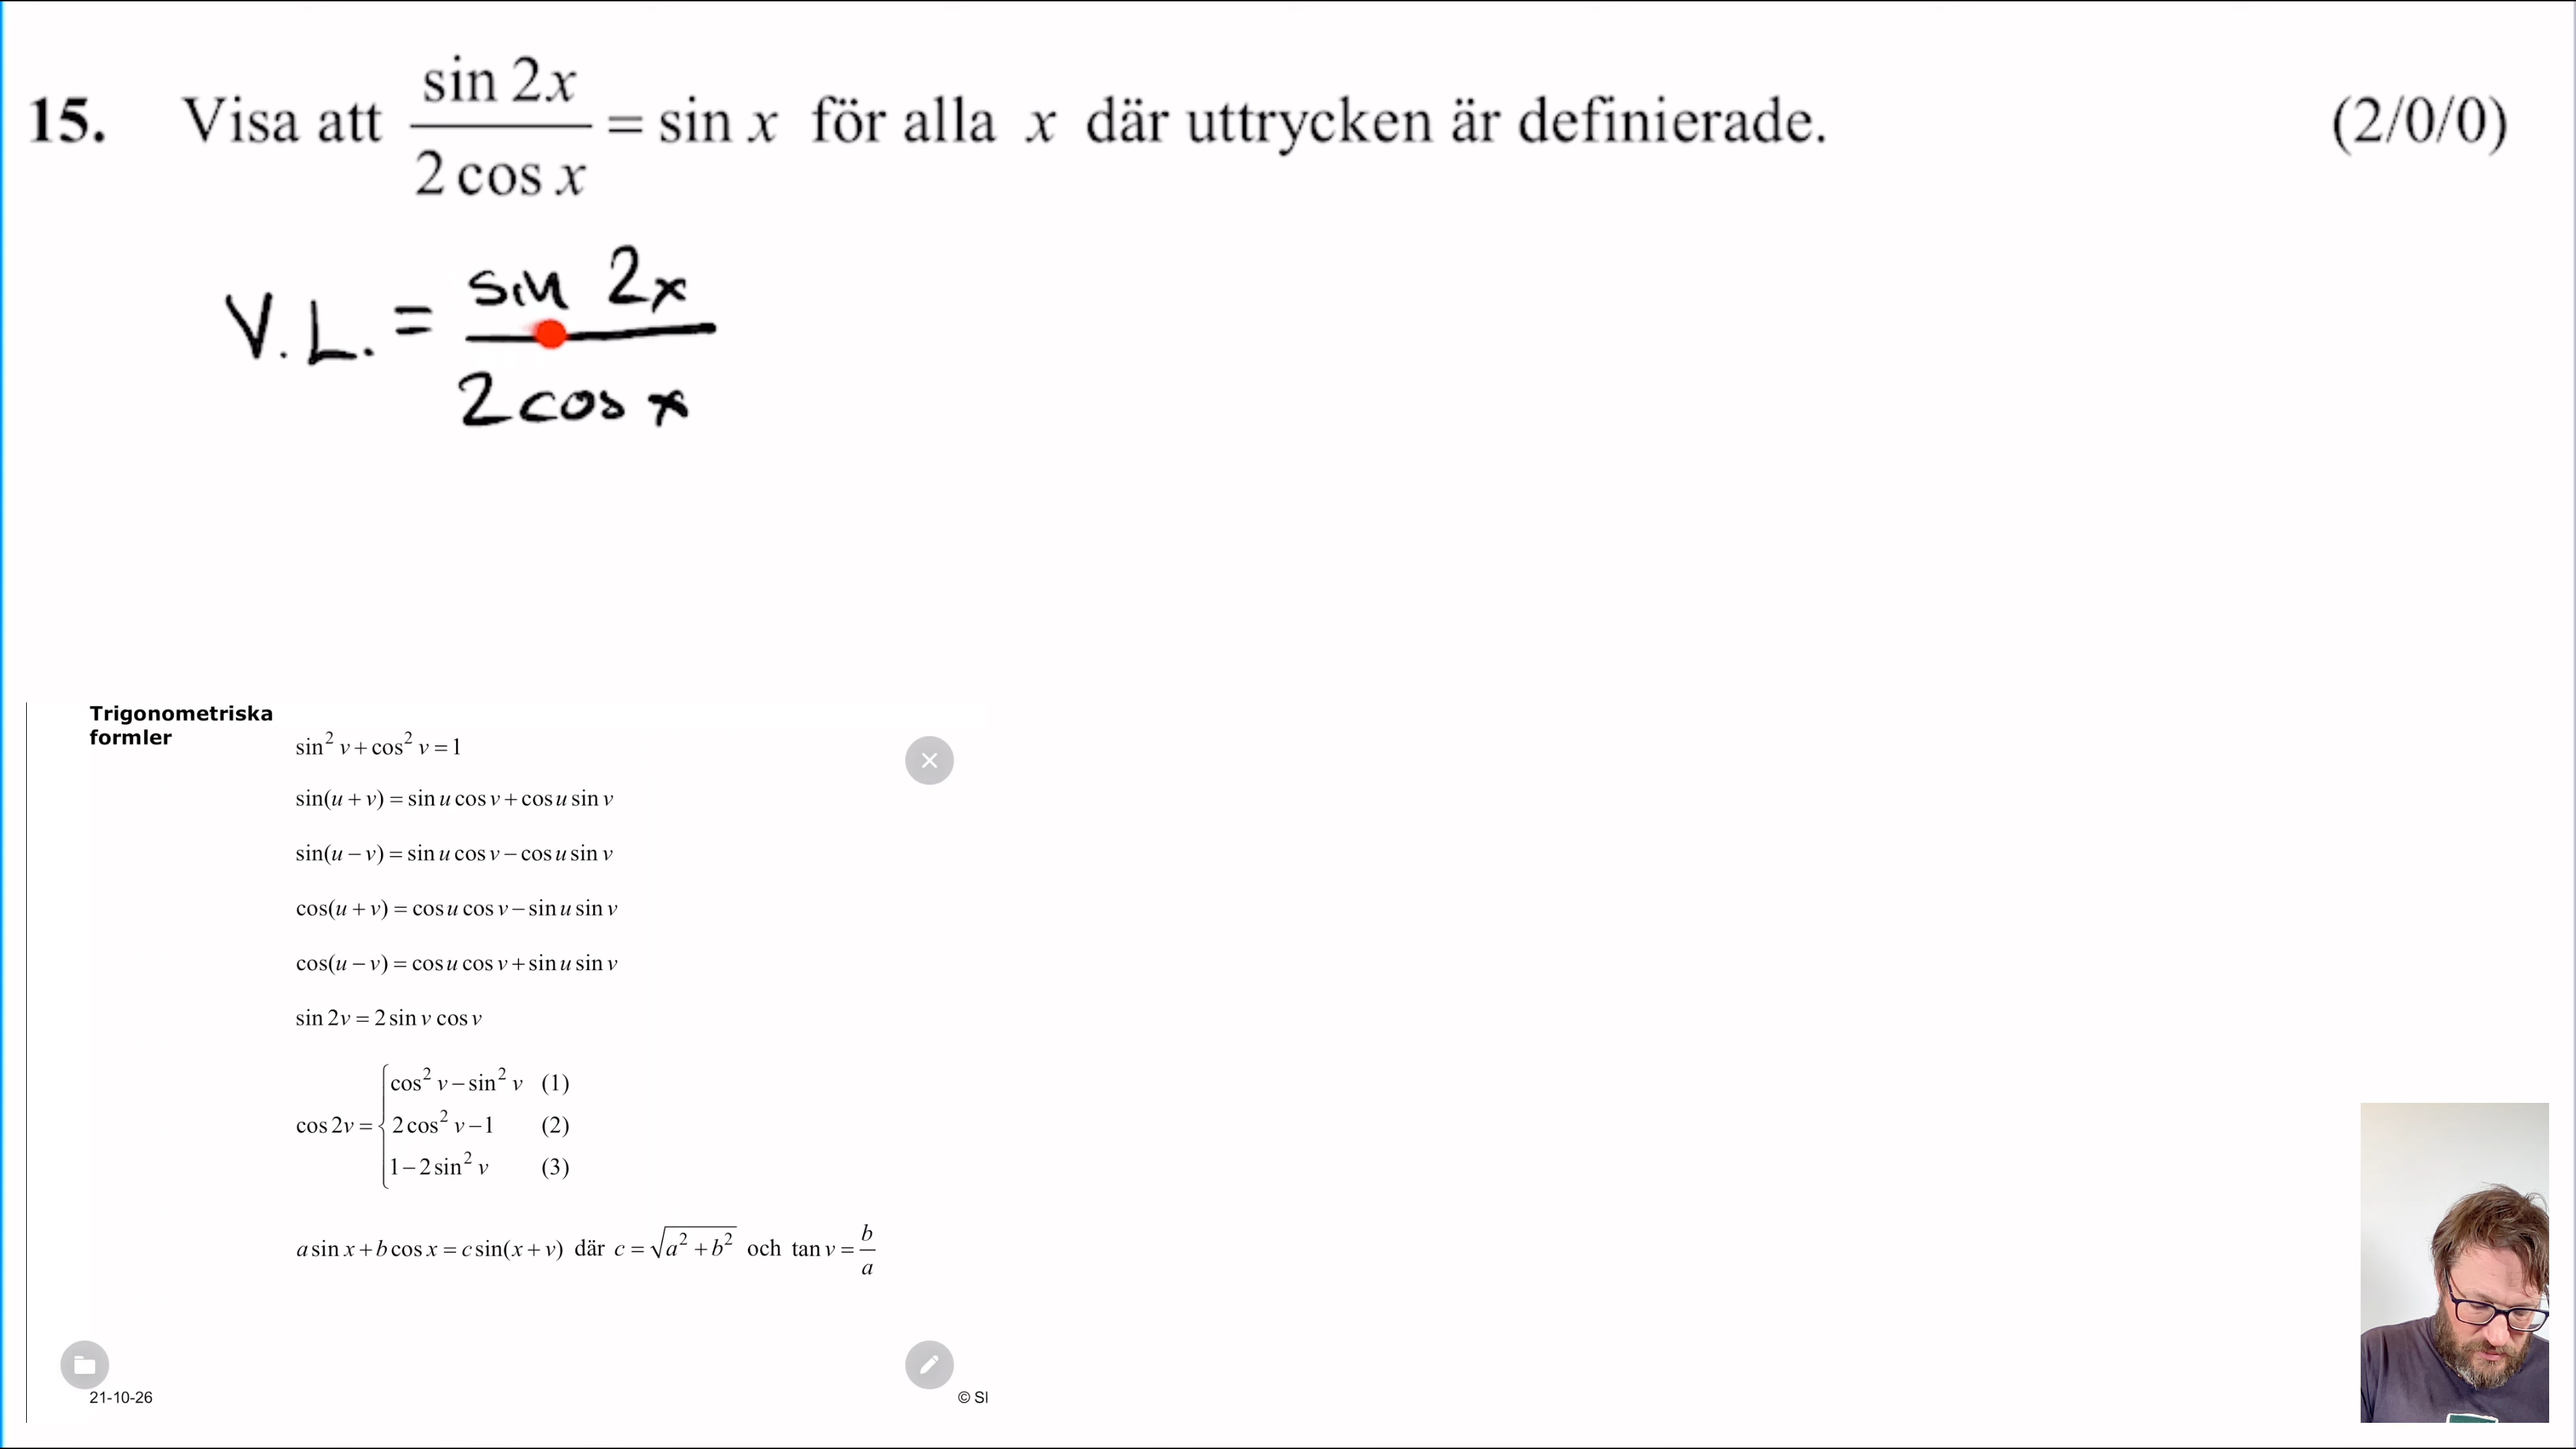 15. Visa att sin 2x / 2 cos x = sin x för alla x där uttrycken är definierade. (2/0/0)
V.L. = sin 2x / 2 cos x
Trigonometriska
formler
sin² v + cos² v = 1
sin(u + v) = sin u cos v + cos u sin v
sin(u − v) = sin u cos v − cos u sin v
cos(u + v) = cos u cos v − sin u sin v
cos(u − v) = cos u cos v + sin u sin v
sin 2v = 2 sin v cos v
cos² v − sin² v (1)
cos 2v = { 2 cos² v − 1 (2)
1 − 2 sin² v (3)
a sin x + b cos x = c sin(x + v) där c = √(a² + b²) och tan v = b / a
21-10-26
© Sl